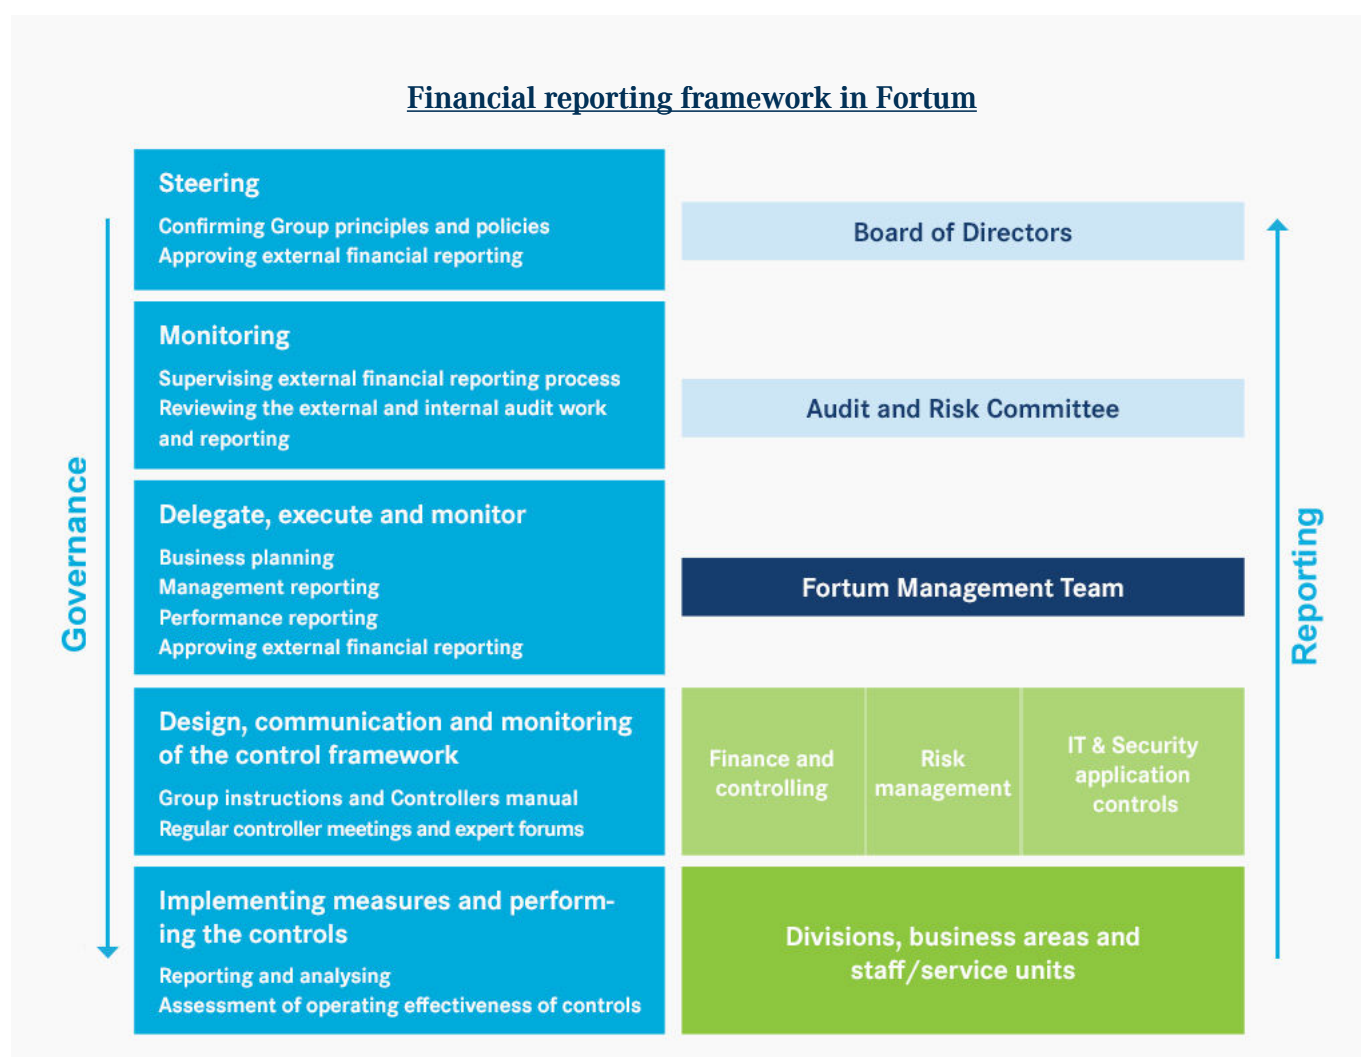 Financial reporting framework in Fortum
Governance
Steering
Confirming Group principles and policies
Approving external financial reporting
Board of Directors
Monitoring
Supervising external financial reporting process
Reviewing the external and internal audit work
and reporting
Audit and Risk Committee
Delegate, execute and monitor
Business planning
Management reporting
Performance reporting
Approving external financial reporting
Fortum Management Team
Design, communication and monitoring
of the control framework
Group instructions and Controllers manual
Regular controller meetings and expert forums
Finance and
controlling
Risk
management
IT & Security
application
controls
Implementing measures and perform-
ing the controls
Reporting and analysing
Assessment of operating effectiveness of controls
Divisions, business areas and
staff/service units
Reporting